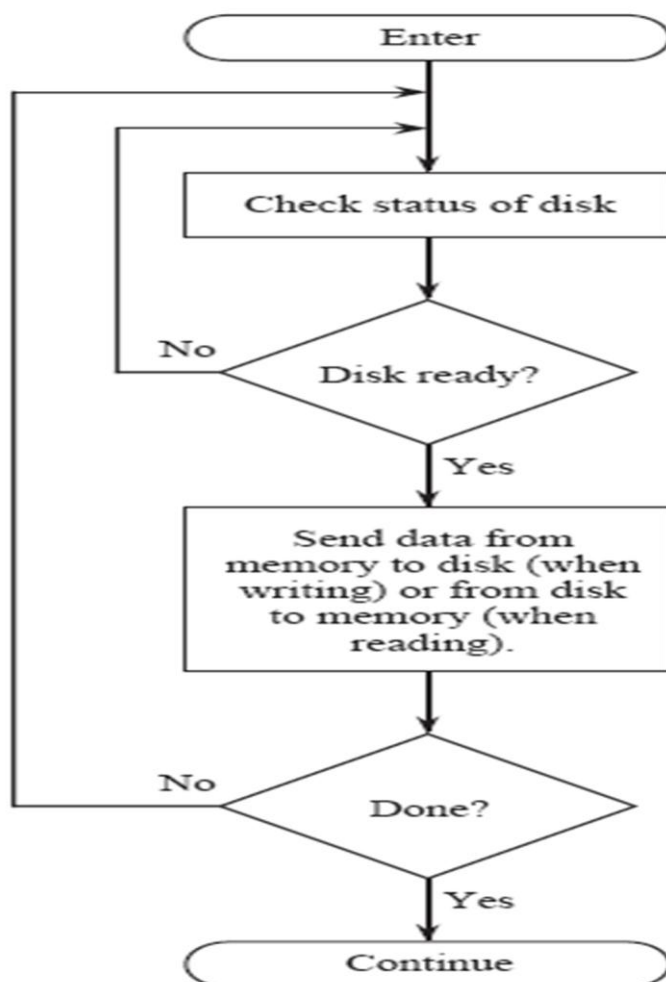 Enter
Check status of disk
No
Disk ready?
Yes
Send data from
memory to disk (when
writing) or from disk
to memory (when
reading).
No
Done?
Yes
Continue